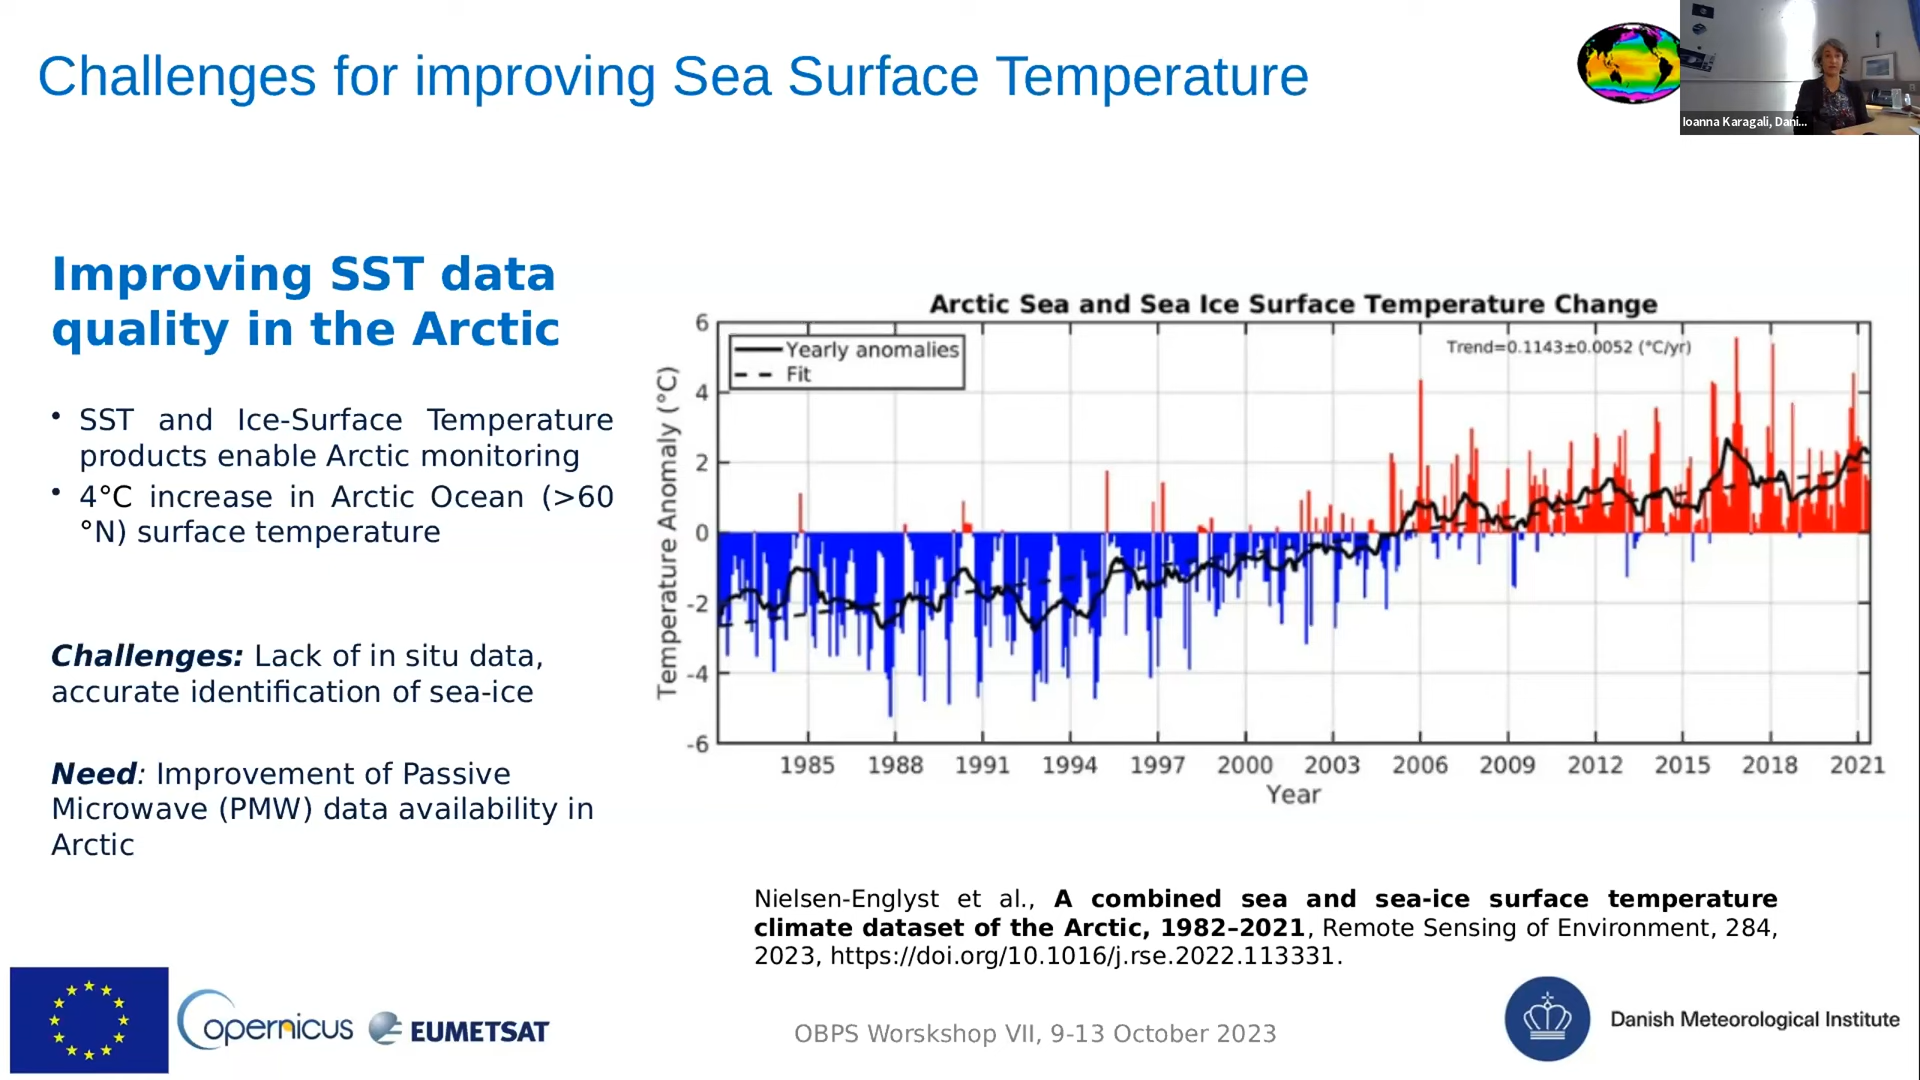 Challenges for improving Sea Surface Temperature
Ioanna Karagali, Dani...
Improving SST data
quality in the Arctic
• SST and Ice-Surface Temperature
products enable Arctic monitoring
• 4°C increase in Arctic Ocean (>60
°N) surface temperature
Challenges: Lack of in situ data,
accurate identification of sea-ice
Need: Improvement of Passive
Microwave (PMW) data availability in
Arctic
Arctic Sea and Sea Ice Surface Temperature Change
Yearly anomalies
Fit
Trend=0.1143±0.0052 (°C/yr)
Temperature Anomaly (°C)
6
4
2
0
-2
-4
-6
1985 1988 1991 1994 1997 2000 2003 2006 2009 2012 2015 2018 2021
Year
Nielsen-Englyst et al., A combined sea and sea-ice surface temperature
climate dataset of the Arctic, 1982–2021, Remote Sensing of Environment, 284,
2023, https://doi.org/10.1016/j.rse.2022.113331.
opernicus
EUMETSAT
OBPS Worskshop VII, 9-13 October 2023
Danish Meteorological Institute